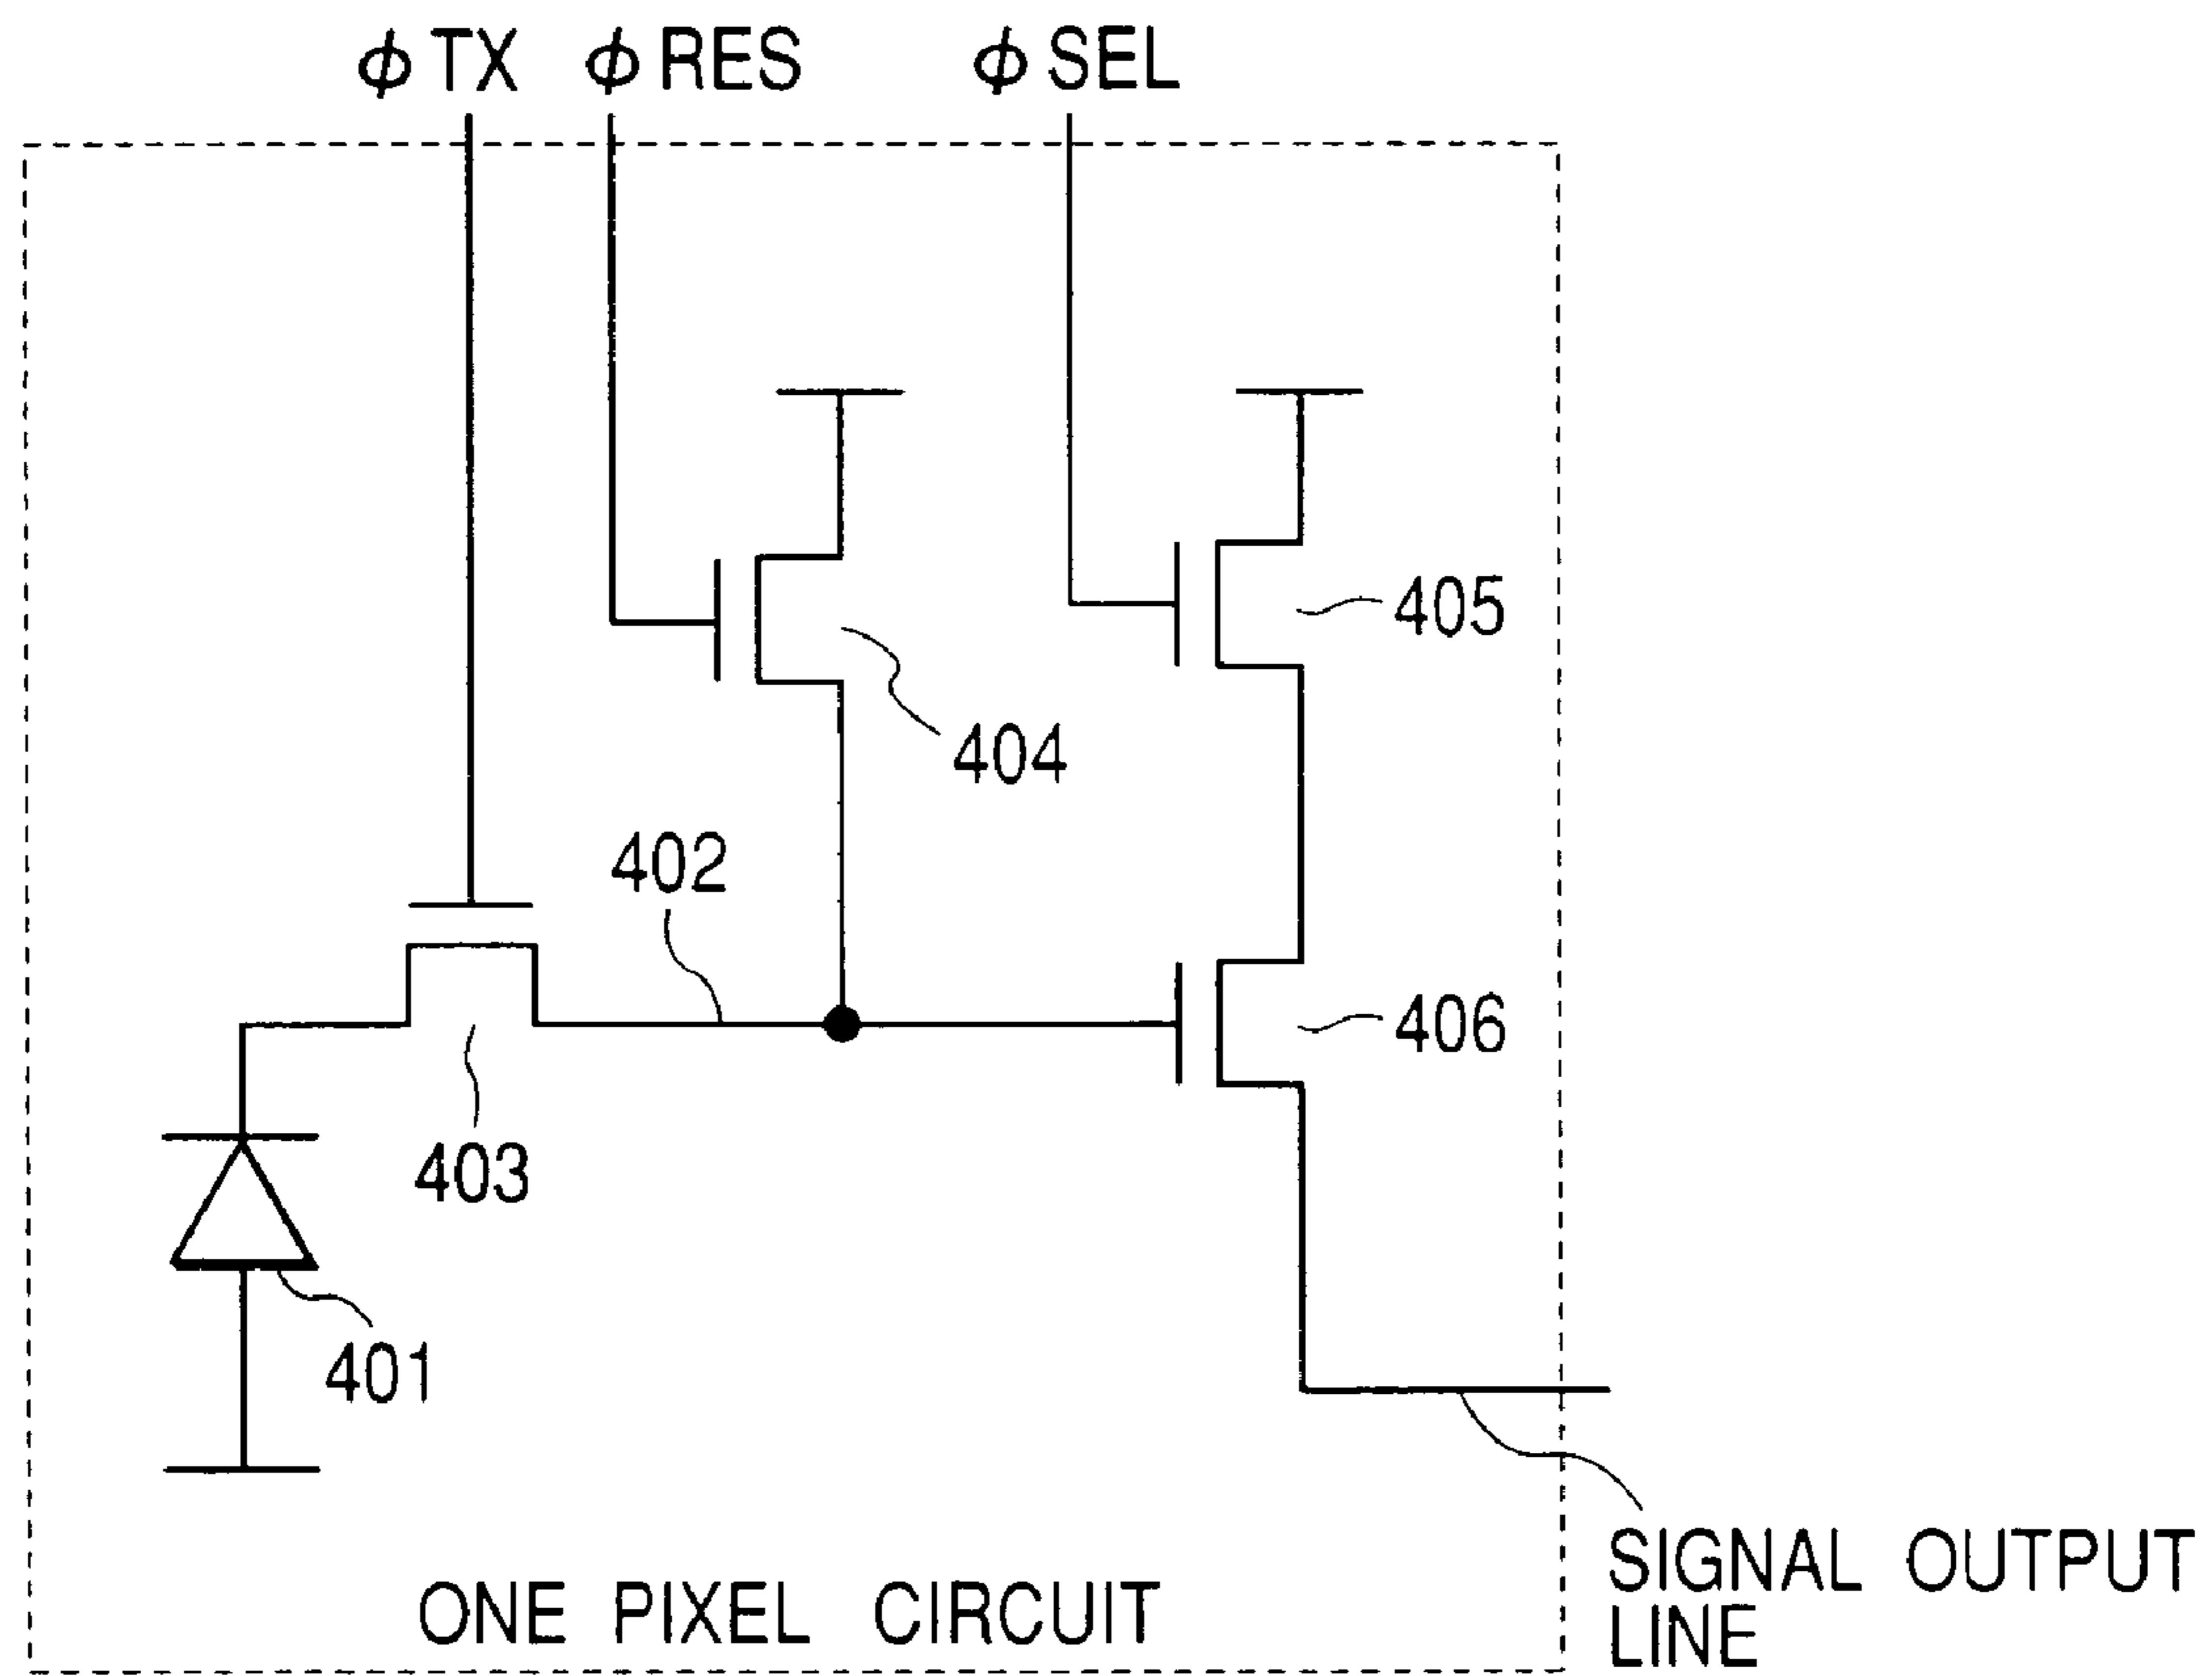 ϕTX ϕRES ϕSEL
405
404
402
406
403
401
SIGNAL OUTPUT
LINE
ONE PIXEL CIRCUIT